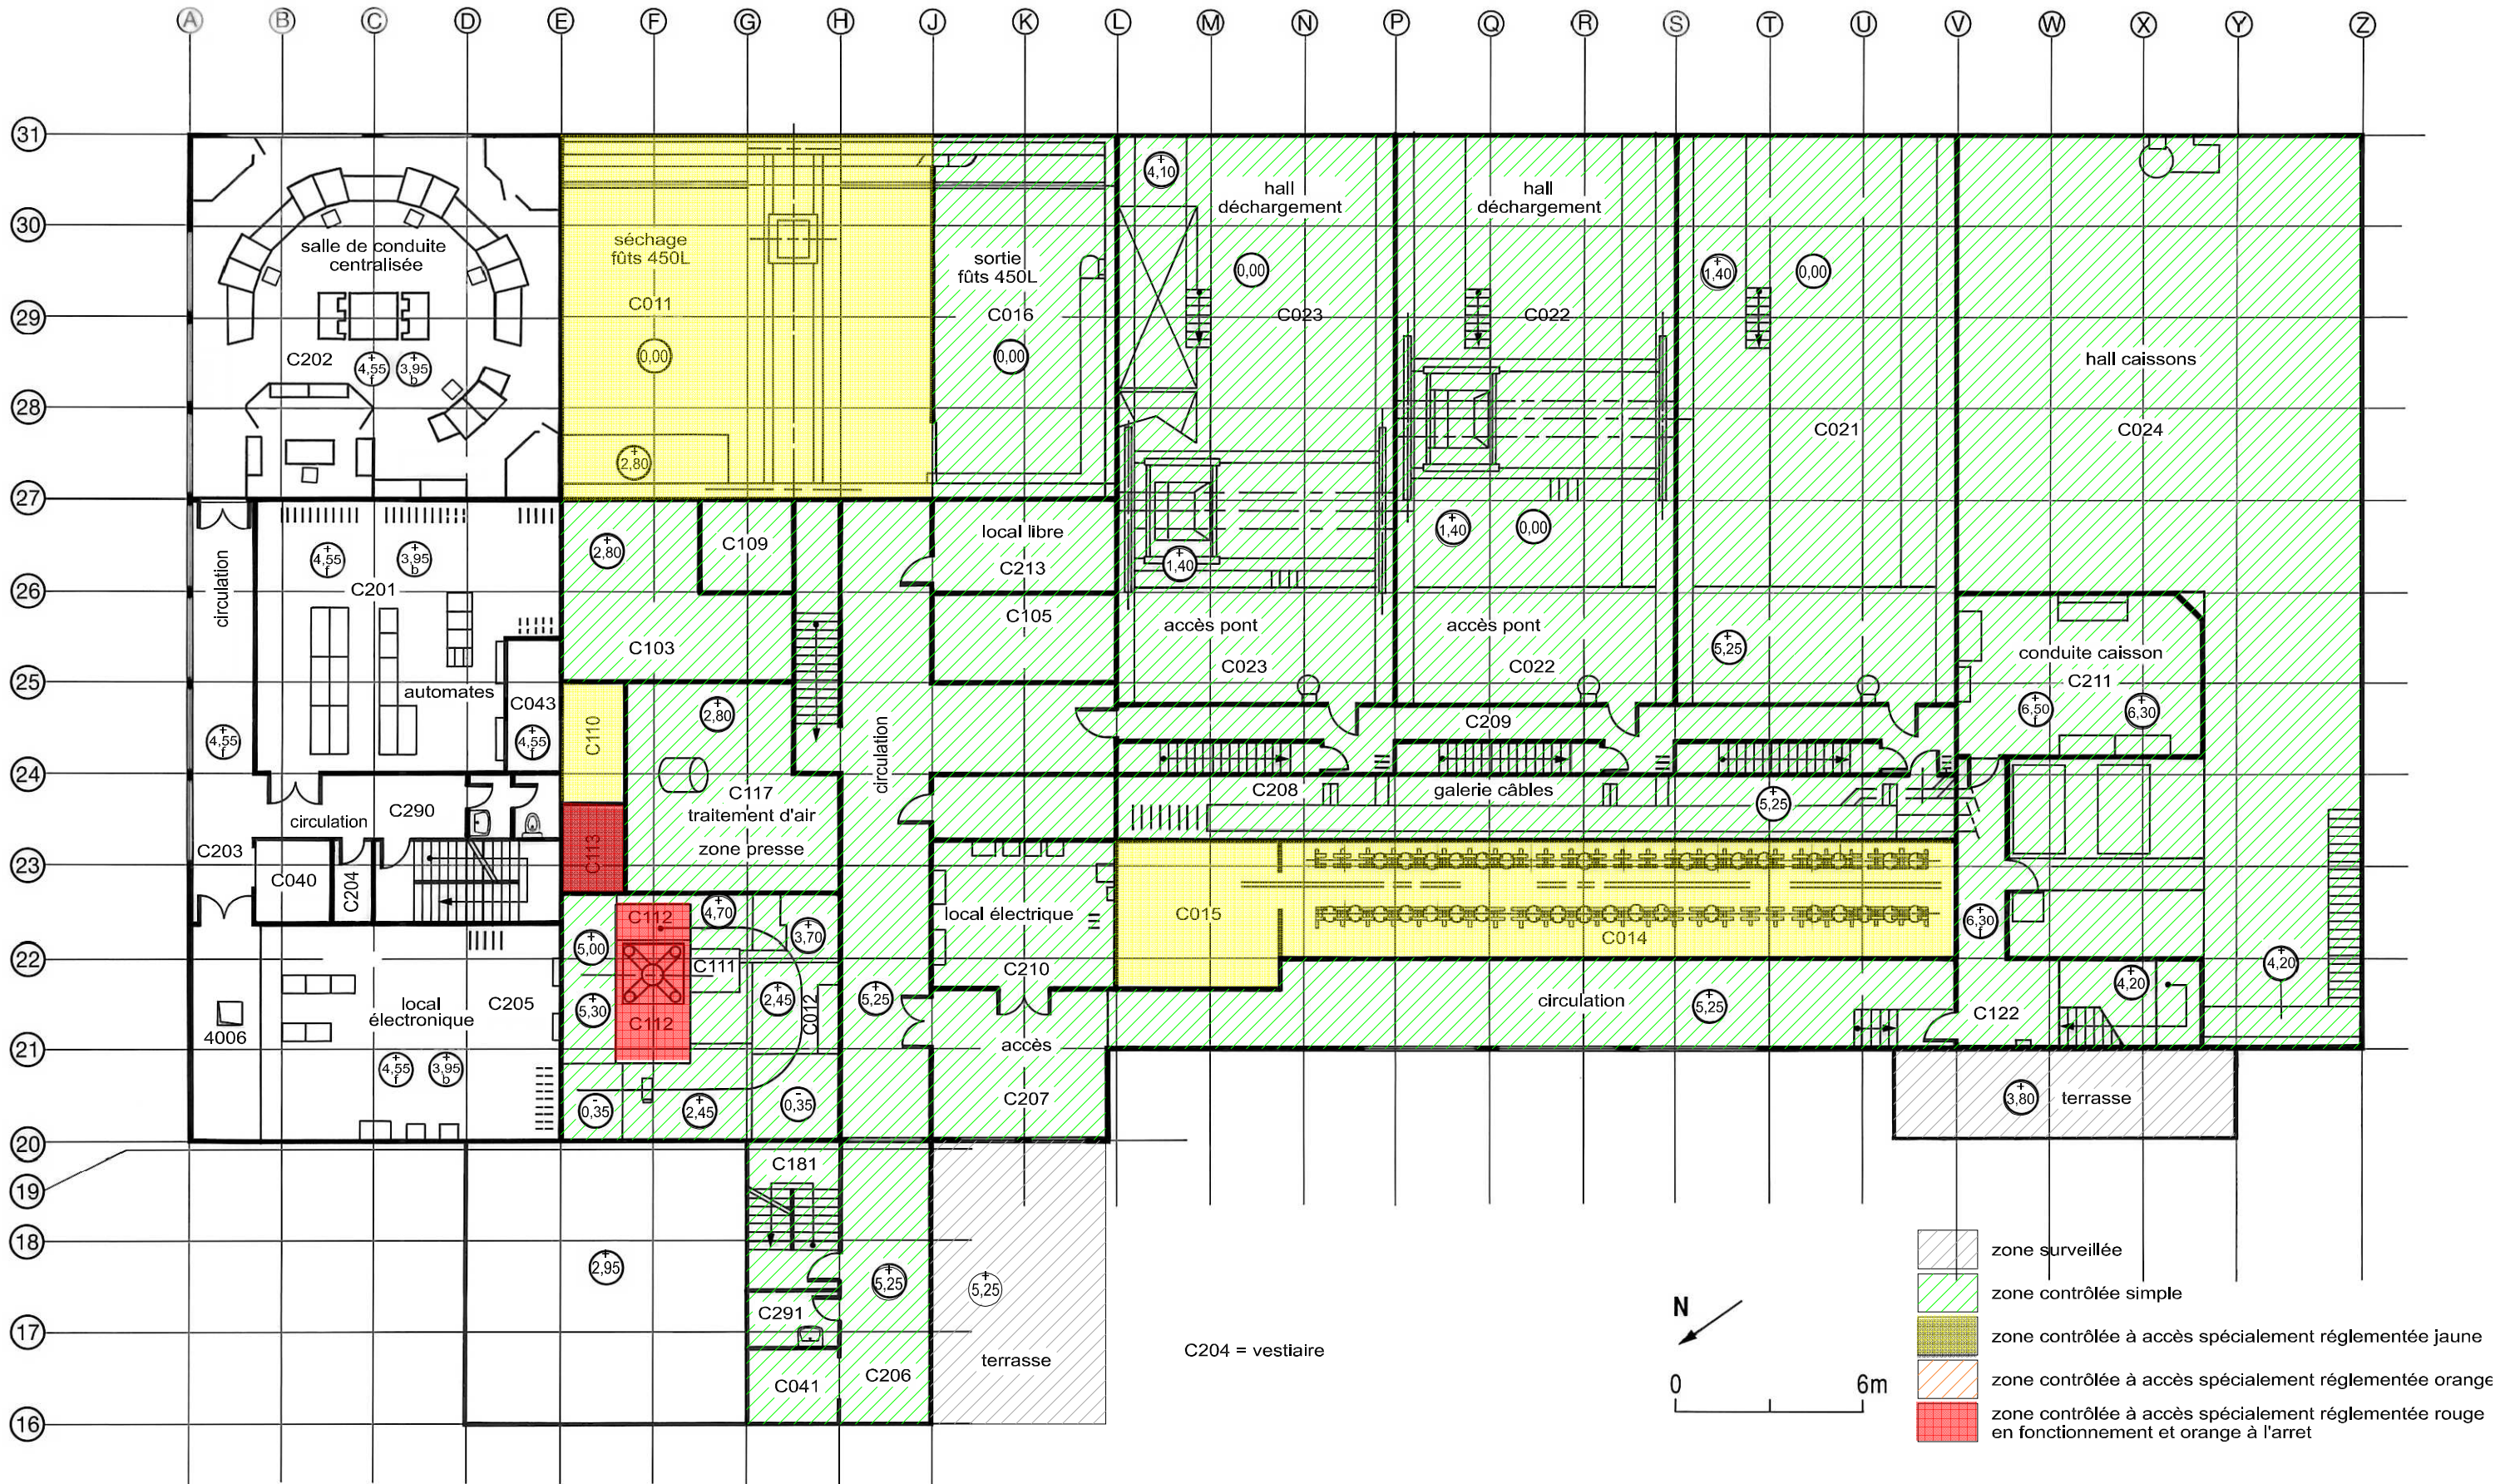 A B C D E F G H J K L M N P Q R S T U V W X Y Z
31
30
29
28
27
26
25
24
23
22
21
20
19
18
17
16
salle de conduite
centralisée
C202
+ 4,55 f
+ 3,95 b
séchage
fûts 450L
C011
0,00
+ 2,80
sortie
fûts 450L
C016
0,00
+ 4,10
hall
déchargement
0,00
C023
+ 1,40
accès pont
C023
hall
déchargement
C022
+ 1,40
0,00
accès pont
C022
+ 1,40
0,00
C021
+ 5,25
hall caissons
C024
conduite caisson
C211
+ 6,50 f
+ 6,30
circulation
+ 4,55 f
+ 4,55 f
+ 3,95 b
C201
automates
C043
+ 4,55 f
+ 2,80
C109
C103
local libre
C213
C105
C110
C113
+ 2,80
C117
traitement d'air
zone presse
circulation
C209
C208
galerie câbles
+ 5,25
C290
circulation
C203
C040
C204
local électrique
C210
C015
C014
+ 6,30 f
circulation
+ 5,25
C122
+ 4,20
+ 4,20
4006
local
électronique
C205
+ 4,55 f
+ 3,95 b
+ 5,00
+ 5,30
C112
C112
+ 4,70
+ 3,70
C111
+ 2,45
C012
- 0,35
+ 2,45
- 0,35
+ 5,25
accès
C207
+ 3,80
terrasse
C181
+ 2,95
+ 5,25
+ 5,25
C291
C041
C206
terrasse
C204 = vestiaire
N
0 6m
zone surveillée
zone contrôlée simple
zone contrôlée à accès spécialement réglementée jaune
zone contrôlée à accès spécialement réglementée orange
zone contrôlée à accès spécialement réglementée rouge
en fonctionnement et orange à l'arret